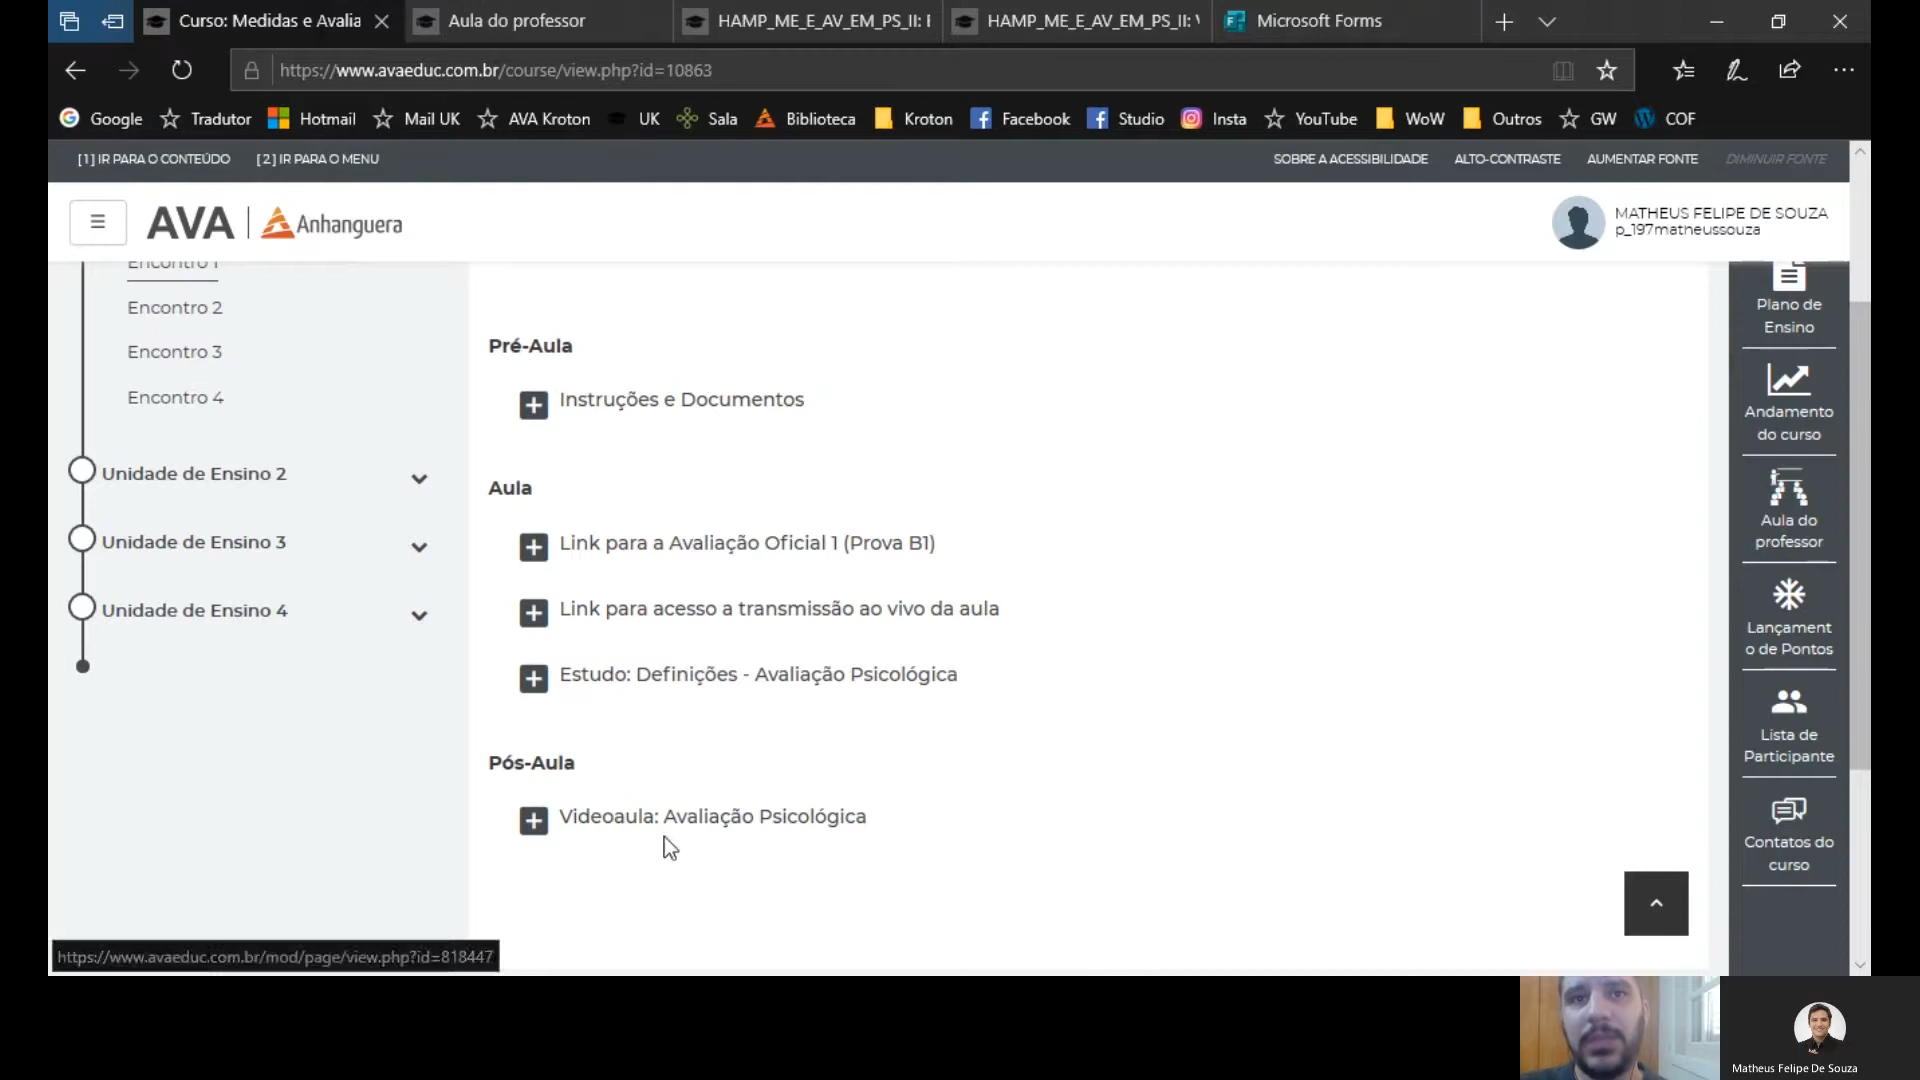 Curso: Medidas e Avalia
Aula do professor
HAMP_ME_E_AV_EM_PS_II:
HAMP_ME_E_AV_EM_PS_II:
Microsoft Forms
https://www.avaeduc.com.br/course/view.php?id=10863
Google
Tradutor
Hotmail
Mail UK
AVA Kroton
UK
Sala
Biblioteca
Kroton
Facebook
Studio
Insta
YouTube
WoW
Outros
GW
COF
[1] IR PARA O CONTEÚDO
[2] IR PARA O MENU
SOBRE A ACESSIBILIDADE
ALTO-CONTRASTE
AUMENTAR FONTE
DIMINUIR FONTE
AVA
Anhanguera
MATHEUS FELIPE DE SOUZA
p_197matheussouza
Encontro 1
Encontro 2
Encontro 3
Encontro 4
Unidade de Ensino 2
Unidade de Ensino 3
Unidade de Ensino 4
Pré-Aula
Instruções e Documentos
Aula
Link para a Avaliação Oficial 1 (Prova B1)
Link para acesso a transmissão ao vivo da aula
Estudo: Definições - Avaliação Psicológica
Pós-Aula
Videoaula: Avaliação Psicológica
Plano de
Ensino
Andamento
do curso
Aula do
professor
Lançament
o de Pontos
Lista de
Participante
Contatos do
curso
https://www.avaeduc.com.br/mod/page/view.php?id=818447
Matheus Felipe De Souza